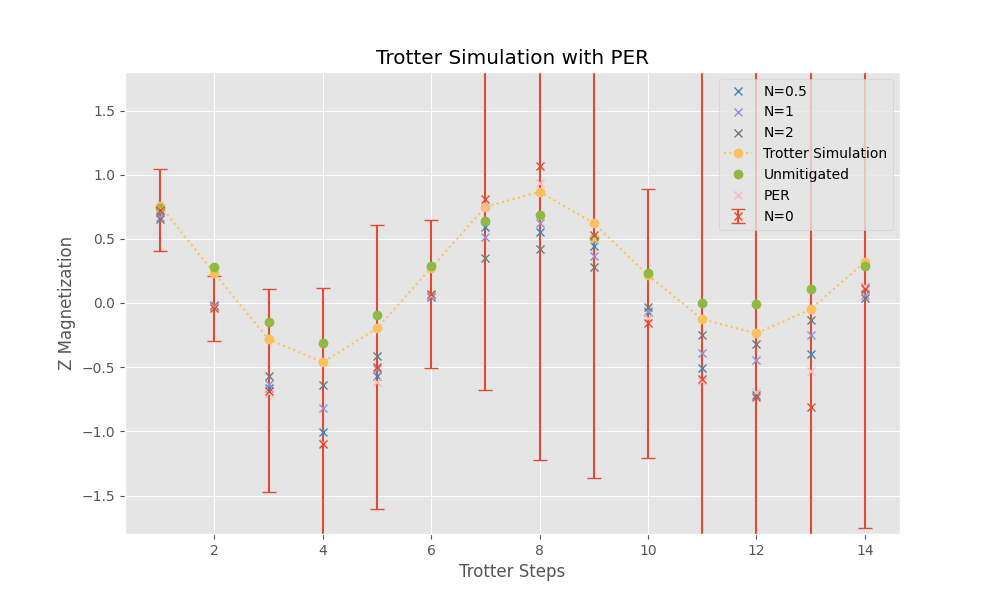 Trotter Simulation with PER
N=0.5
N=1
N=2
Trotter Simulation
Unmitigated
PER
N=0
Z Magnetization
1.5
1.0
0.5
0.0
−0.5
−1.0
−1.5
2 4 6 8 10 12 14
Trotter Steps